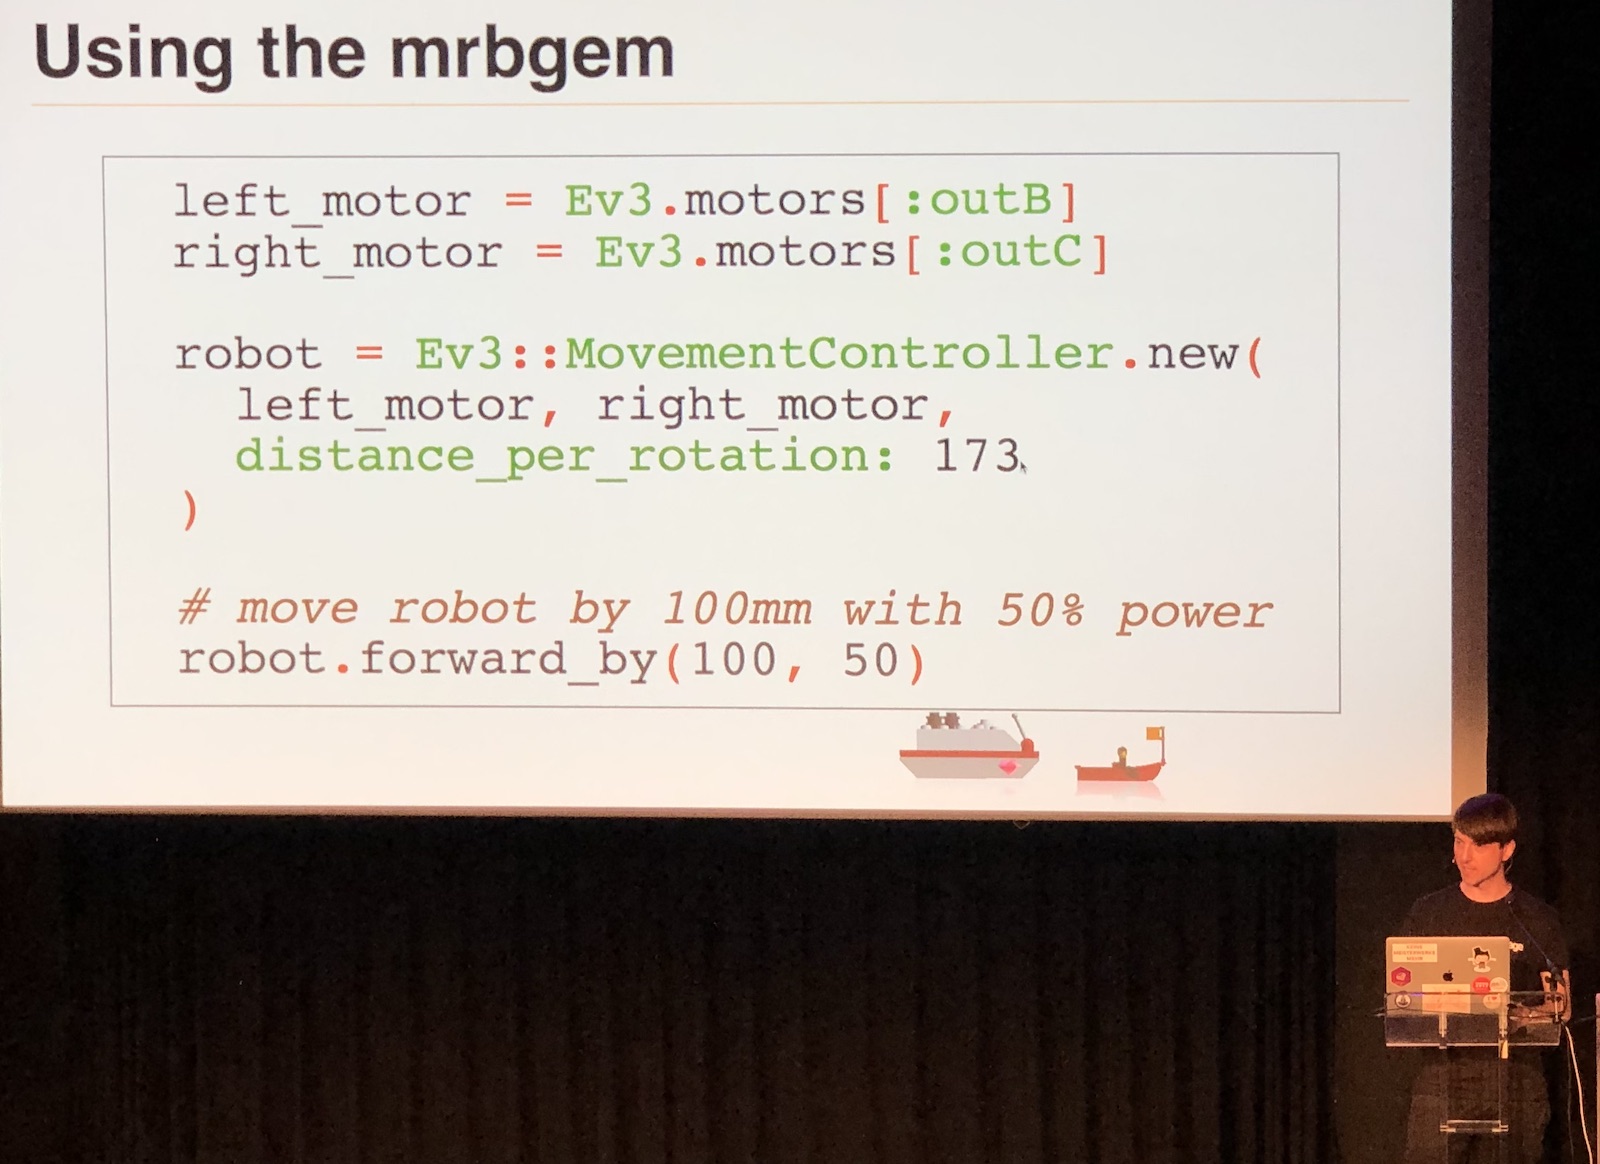 Using the mrbgem
left_motor = Ev3.motors[:outB]
right_motor = Ev3.motors[:outC]
robot = Ev3::MovementController.new(
left_motor, right_motor,
distance_per_rotation: 173
)
# move robot by 100mm with 50% power
robot.forward_by(100, 50)